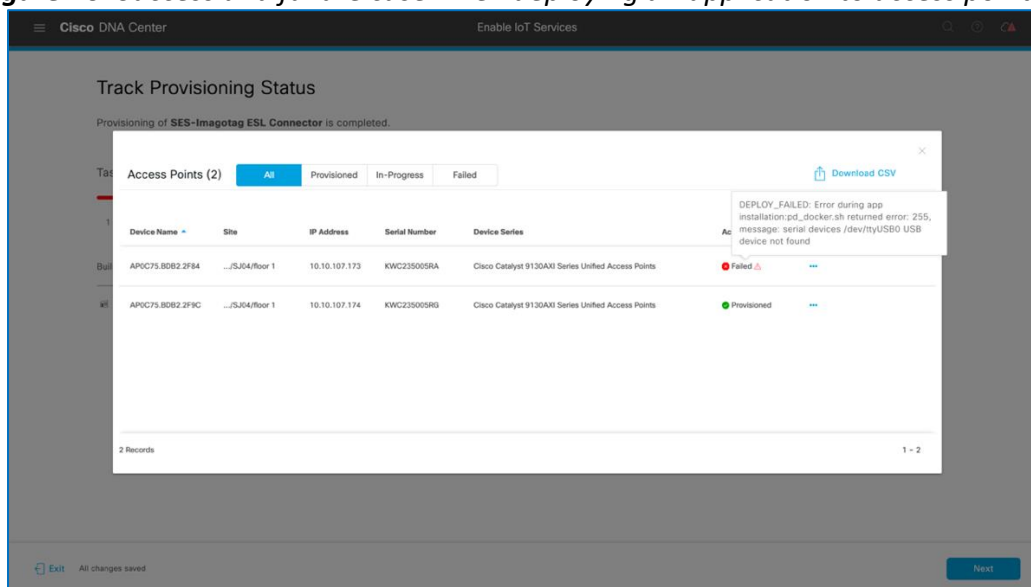 Cisco DNA Center
Enable IoT Services
Track Provisioning Status
Provisioning of SES-Imagotag ESL Connector is completed.
Access Points (2)
All
Provisioned
In-Progress
Failed
Download CSV
DEPLOY_FAILED: Error during app
installation:pd_docker.sh returned error: 255,
message: serial devices /dev/ttyUSB0 USB
device not found
Device Name
Site
IP Address
Serial Number
Device Series
AP0C75.BDB2.2F84
.../SJ04/floor 1
10.10.107.173
KWC235005RA
Cisco Catalyst 9130AXI Series Unified Access Points
Failed
AP0C75.BDB2.2F9C
.../SJ04/floor 1
10.10.107.174
KWC235005RG
Cisco Catalyst 9130AXI Series Unified Access Points
Provisioned
2 Records
1 - 2
Exit
All changes saved
Next